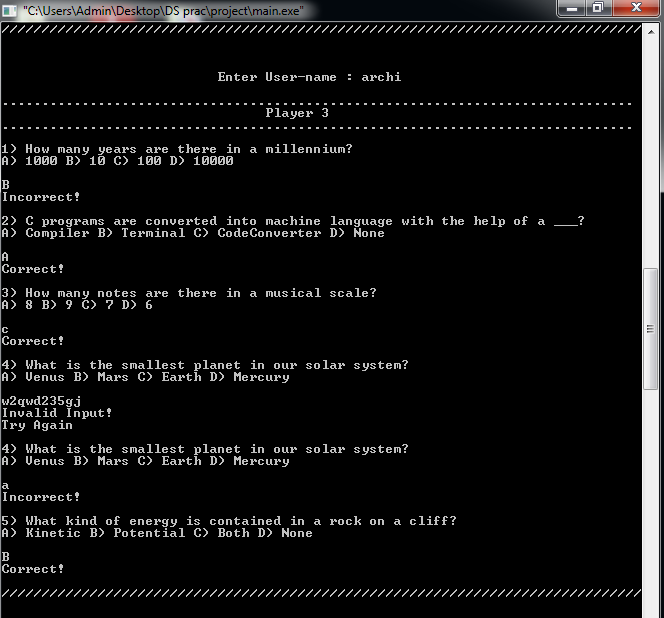 "C:\Users\Admin\Desktop\DS prac\project\main.exe"
////////////////////////////////////////////////////////////////////////////////
Enter User-name : archi
-------------------------------------------------------------------------------
Player 3
-------------------------------------------------------------------------------
1) How many years are there in a millennium?
A) 1000 B) 10 C) 100 D) 10000
B
Incorrect!
2) C programs are converted into machine language with the help of a ___?
A) Compiler B) Terminal C) CodeConverter D) None
A
Correct!
3) How many notes are there in a musical scale?
A) 8 B) 9 C) 7 D) 6
c
Correct!
4) What is the smallest planet in our solar system?
A) Venus B) Mars C) Earth D) Mercury
w2qwd235gj
Invalid Input!
Try Again
4) What is the smallest planet in our solar system?
A) Venus B) Mars C) Earth D) Mercury
a
Incorrect!
5) What kind of energy is contained in a rock on a cliff?
A) Kinetic B) Potential C) Both D) None
B
Correct!
////////////////////////////////////////////////////////////////////////////////